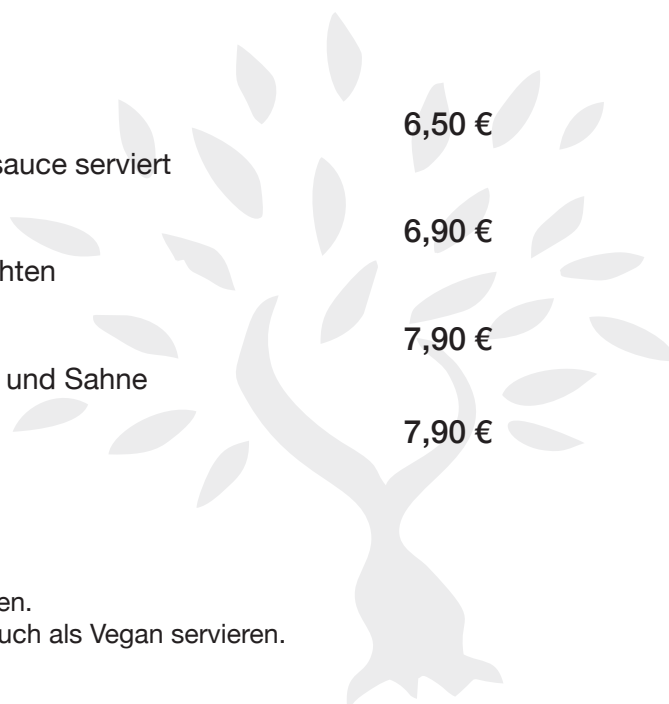 6,50 €
sauce serviert
6,90 €
hten
7,90 €
und Sahne
7,90 €
en.
uch als Vegan servieren.